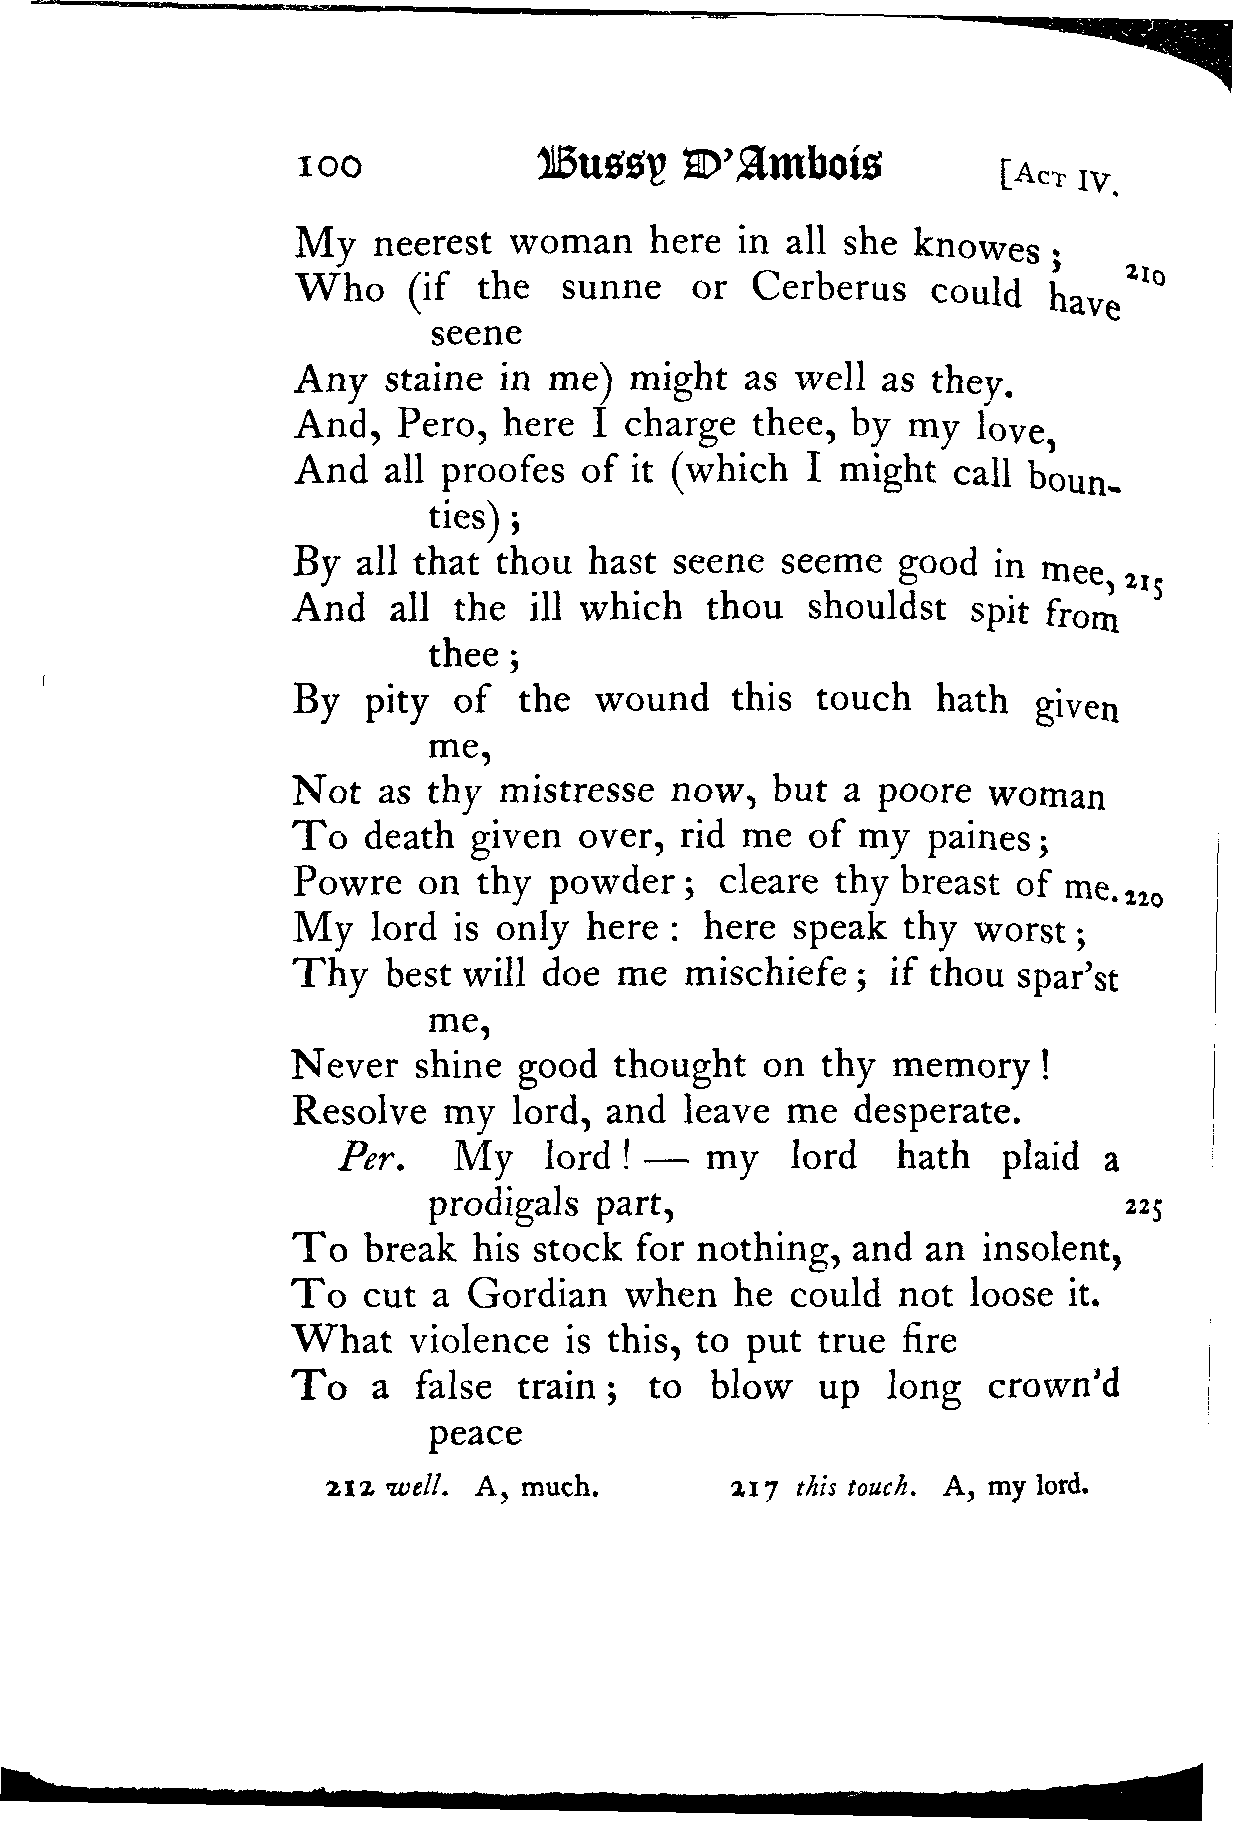 100 Bussy D'Ambois [ACT IV.
My neerest woman here in all she knowes ; 210
Who (if the sunne or Cerberus could have
seene
Any staine in me) might as well as they.
And, Pero, here I charge thee, by my love,
And all proofes of it (which I might call boun-
ties) ;
By all that thou hast seene seeme good in mee, 215
And all the ill which thou shouldst spit from
thee ;
By pity of the wound this touch hath given
me,
Not as thy mistresse now, but a poore woman
To death given over, rid me of my paines ;
Powre on thy powder ; cleare thy breast of me. 220
My lord is only here : here speak thy worst ;
Thy best will doe me mischiefe ; if thou spar'st
me,
Never shine good thought on thy memory !
Resolve my lord, and leave me desperate.
Per. My lord ! — my lord hath plaid a
prodigals part, 225
To break his stock for nothing, and an insolent,
To cut a Gordian when he could not loose it.
What violence is this, to put true fire
To a false train ; to blow up long crown'd
peace
212 well. A, much. 217 this touch. A, my lord.